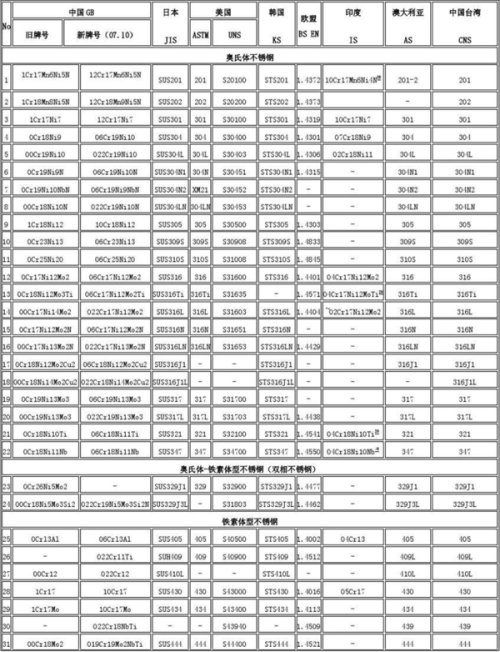 No 中国GB 日本 美国 韩国 欧盟 印度 澳大利亚 中国台湾
旧牌号 新牌号(07.10) JIS ASTM UNS KS BS EN IS AS CNS
奥氏体不锈钢
1 1Cr17Mn6Ni5N 12Cr17Mn6Ni5N SUS201 201 S20100 STS201 1.4372 10Cr17Mn6Ni4N 201-2 201
2 1Cr18Mn8Ni5N 12Cr18Mn9Ni5N SUS202 202 S20200 STS202 1.4373 - 202
3 1Cr17Ni7 12Cr17Ni7 SUS301 301 S30100 STS301 1.4319 10Cr17Ni7 301 301
4 0Cr18Ni9 06Cr19Ni10 SUS304 304 S30400 STS304 1.4301 07Cr18Ni9 304 304
5 00Cr19Ni10 022Cr19Ni10 SUS304L 304L S30403 STS304L 1.4306 02Cr18Ni11 304L 304L
6 0Cr19Ni9N 06Cr19Ni10N SUS304N1 304N S30451 STS304N1 1.4315 - 304N1 304N1
7 0Cr19Ni10NbN 06Cr19Ni9NbN SUS304N2 XM21 S30452 STS304N2 - 304N2 304N2
8 00Cr18Ni10N 022Cr19Ni10N SUS304LN 304LN S30453 STS304LN - 304LN 304LN
9 1Cr18Ni12 10Cr18Ni12 SUS305 305 S30500 STS305 1.4303 - 305 305
10 0Cr23Ni13 06Cr23Ni13 SUS309S 309S S30908 STS309S 1.4833 - 309S 309S
11 0Cr25Ni20 06Cr25Ni20 SUS310S 310S S31008 STS310S 1.4845 - 310S 310S
12 0Cr17Ni12Mo2 06Cr17Ni12Mo2 SUS316 316 S31600 STS316 1.4401 04Cr17Ni12Mo2 316 316
13 0Cr18Ni12Mo3Ti 06Cr17Ni12Mo2Ti SUS316Ti 316Ti S31635 - 1.4571 04Cr17Ni12MoTi 316Ti 316Ti
14 00Cr17Ni14Mo2 022Cr17Ni12Mo2 SUS316L 316L S31603 STS316L 1.4404 ~02Cr17Ni12Mo2 316L 316L
15 0Cr17Ni12Mo2N 06Cr17Ni12Mo2N SUS316N 316N S31651 STS316N - 316N 316N
16 00Cr17Ni13Mo2N 022Cr17Ni13Mo2N SUS316LN 316LN S31653 STS316LN 1.4429 - 316LN 316LN
17 0Cr18Ni12Mo2Cu2 06Cr18Ni12Mo2Cu2 SUS316J1 - - STS316J1 - 316J1 316J1
18 00Cr18Ni14Mo2Cu2 022Cr18Ni14Mo2Cu2 SUS316J1L - - STS316J1L - - 316J1L
19 0Cr19Ni13Mo3 06Cr19Ni13Mo3 SUS317 317 S31700 STS317 - 317 317
20 00Cr19Ni13Mo3 022Cr19Ni13Mo3 SUS317L 317L S31703 STS317L 1.4438 - 317L 317L
21 0Cr18Ni10Ti 06Cr18Ni11Ti SUS321 321 S32100 STS321 1.4541 04Cr18Ni10Ti 321 321
22 0Cr18Ni11Nb 06Cr18Ni11Nb SUS347 347 S34700 STS347 1.4550 04Cr18Ni10Nb 347 347
奥氏体-铁素体型不锈钢(双相不锈钢)
23 0Cr26Ni5Mo2 - SUS329J1 329 S32900 STS329J1 1.4477 - 329J1 329J1
24 00Cr18Ni5Mo3Si2 022Cr19Ni5Mo3Si2N SUS329J3L - S31803 STS329J3L 1.4462 - 329J3L 329J3L
铁素体型不锈钢
25 0Cr13Al 06Cr13Al SUS405 405 S40500 STS405 1.4002 04Cr13 405 405
26 - 022Cr11Ti SUH409 409 S40900 STS409 1.4512 - 409L 409L
27 00Cr12 022Cr12 SUS410L - - STS410L - 410L 410L
28 1Cr17 10Cr17 SUS430 430 S43000 STS430 1.4016 05Cr17 430 430
29 1Cr17Mo 10Cr17Mo SUS434 434 S43400 STS434 1.4113 - 434 434
30 - 022Cr18NbTi - - S43940 - 1.4509 - 439 439
31 00Cr18Mo2 019Cr19Mo2NbTi SUS444 444 S44400 STS444 1.4521 - 444 444